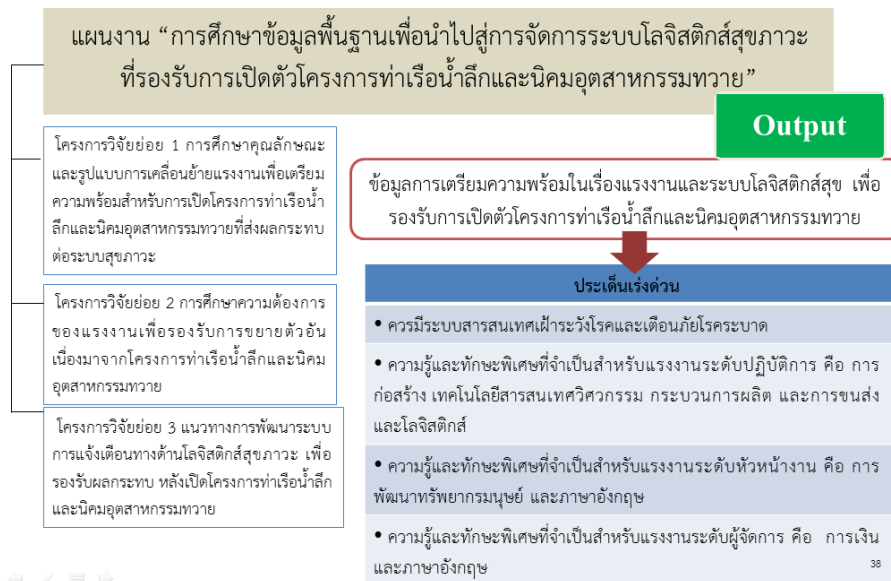 แผนงาน “การศึกษาข้อมูลพื้นฐานเพื่อนำไปสู่การจัดการระบบโลจิสติกส์สุขภาวะ
ที่รองรับการเปิดตัวโครงการท่าเรือน้ำลึกและนิคมอุตสาหกรรมทวาย”
Output
โครงการวิจัยย่อย 1 การศึกษาคุณลักษณะ
และรูปแบบการเคลื่อนย้ายแรงงานเพื่อเตรียม
ความพร้อมสำหรับการเปิดโครงการท่าเรือน้ำ
ลึกและนิคมอุตสาหกรรมทวายที่ส่งผลกระทบ
ต่อระบบสุขภาวะ
โครงการวิจัยย่อย 2 การศึกษาความต้องการ
ของแรงงานเพื่อรองรับการขยายตัวอัน
เนื่องมาจากโครงการท่าเรือน้ำลึกและนิคม
อุตสาหกรรมทวาย
โครงการวิจัยย่อย 3 แนวทางการพัฒนาระบบ
การแจ้งเตือนทางด้านโลจิสติกส์สุขภาวะ เพื่อ
รองรับผลกระทบ หลังเปิดโครงการท่าเรือน้ำลึก
และนิคมอุตสาหกรรมทวาย
ข้อมูลการเตรียมความพร้อมในเรื่องแรงงานและระบบโลจิสติกส์สุข เพื่อ
รองรับการเปิดตัวโครงการท่าเรือน้ำลึกและนิคมอุตสาหกรรมทวาย
ประเด็นเร่งด่วน
• ควรมีระบบสารสนเทศเฝ้าระวังโรคและเตือนภัยโรคระบาด
• ความรู้และทักษะพิเศษที่จำเป็นสำหรับแรงงานระดับปฏิบัติการ คือ การ
ก่อสร้าง เทคโนโลยีสารสนเทศวิศวกรรม กระบวนการผลิต และการขนส่ง
และโลจิสติกส์
• ความรู้และทักษะพิเศษที่จำเป็นสำหรับแรงงานระดับหัวหน้างาน คือ การ
พัฒนาทรัพยากรมนุษย์ และภาษาอังกฤษ
• ความรู้และทักษะพิเศษที่จำเป็นสำหรับแรงงานระดับผู้จัดการ คือ การเงิน
และภาษาอังกฤษ
38